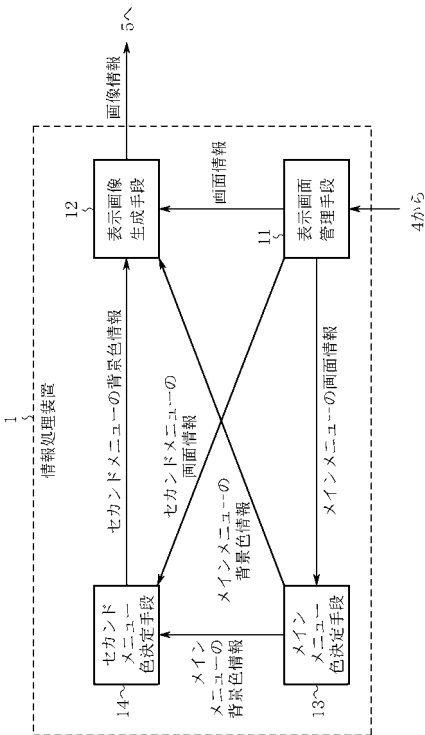 1
情報処理装置
14
セカンド
メニュー
色決定手段
セカンドメニューの背景色情報
12
表示画像
生成手段
画像情報
5へ
メイン
メニューの
背景色情報
セカンドメニューの
画面情報
メインメニューの
背景色情報
画面情報
13
メイン
メニュー
色決定手段
メインメニューの画面情報
11
表示画面
管理手段
4から